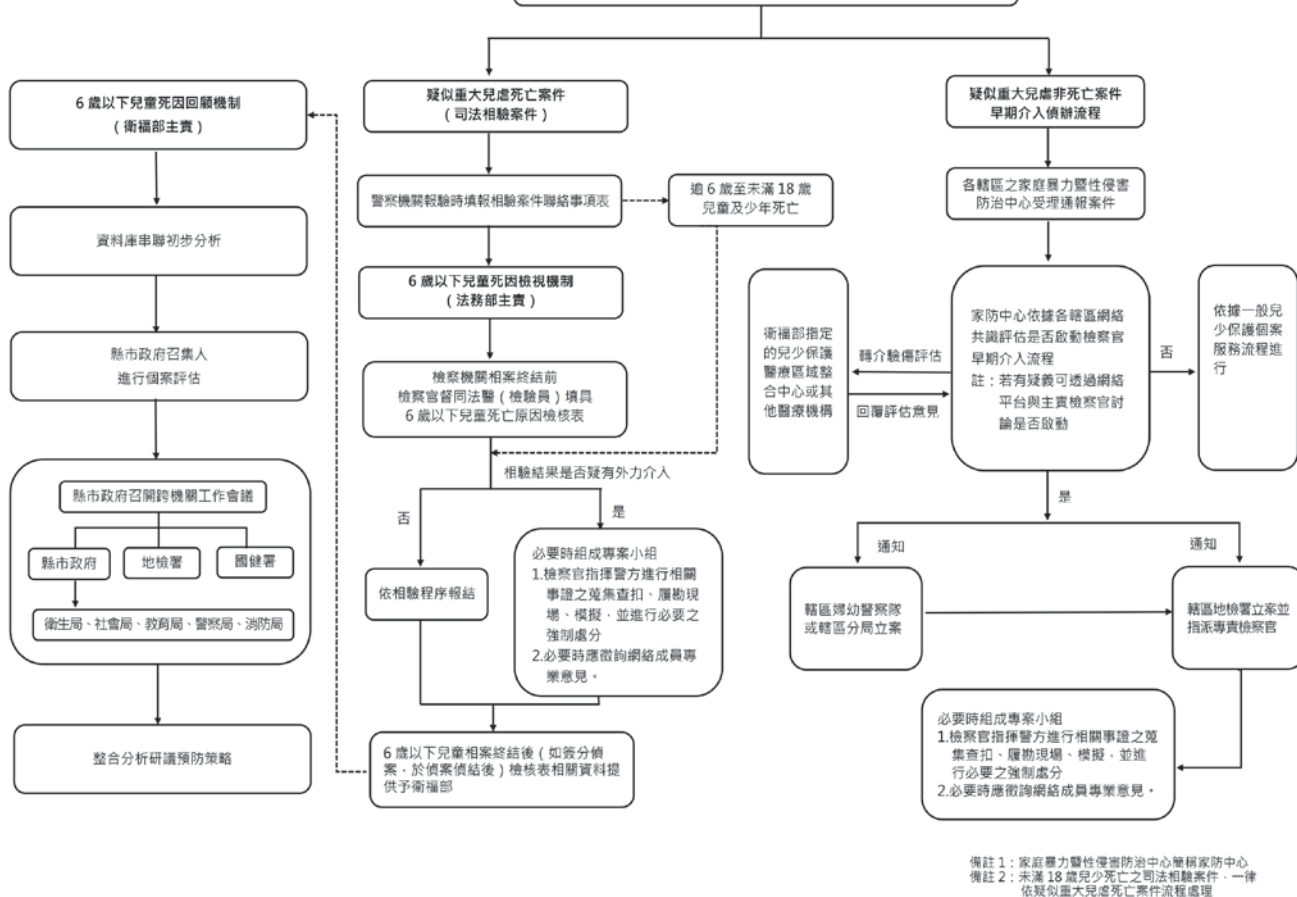 6 歲以下兒童死因回顧機制
（衛福部主責）
資料庫串聯初步分析
縣市政府召集人
進行個案評估
縣市政府召開跨機關工作會議
縣市政府
地檢署
國健署
衛生局、社會局、教育局、警察局、消防局
整合分析研議預防策略
疑似重大兒虐死亡案件
（司法相驗案件）
警察機關報驗時填報相驗案件聯絡事項表
逾 6 歲至未滿 18 歲
兒童及少年死亡
6 歲以下兒童死因檢視機制
（法務部主責）
檢察機關相案終結前
檢察官督同法醫（檢驗員）填具
6 歲以下兒童死亡原因檢核表
相驗結果是否疑有外力介入
否
是
依相驗程序報結
必要時組成專案小組
1.檢察官指揮警方進行相關
事證之蒐集查扣、履勘現
場、模擬，並進行必要之
強制處分
2.必要時應徵詢網絡成員專
業意見。
6 歲以下兒童相案終結後（如簽分偵
案，於偵案偵結後）檢核表相關資料提
供予衛福部
疑似重大兒虐非死亡案件
早期介入偵辦流程
各轄區之家庭暴力暨性侵害
防治中心受理通報案件
衛福部指定
的兒少保護
醫療區域整
合中心或其
他醫療機構
轉介驗傷評估
回覆評估意見
家防中心依據各轄區網絡
共識評估是否啟動檢察官
早期介入流程
註：若有疑義可透過網絡
平台與主責檢察官討
論是否啟動
否
依據一般兒
少保護個案
服務流程進
行
是
通知
通知
轄區婦幼警察隊
或轄區分局立案
轄區地檢署立案並
指派專責檢察官
必要時組成專案小組
1.檢察官指揮警方進行相關事證之蒐
集查扣、履勘現場、模擬，並進
行必要之強制處分
2.必要時應徵詢網絡成員專業意見。
備註 1：家庭暴力暨性侵害防治中心簡稱家防中心
備註 2：未滿 18 歲兒少死亡之司法相驗案件，一律
依疑似重大兒虐死亡案件流程處理